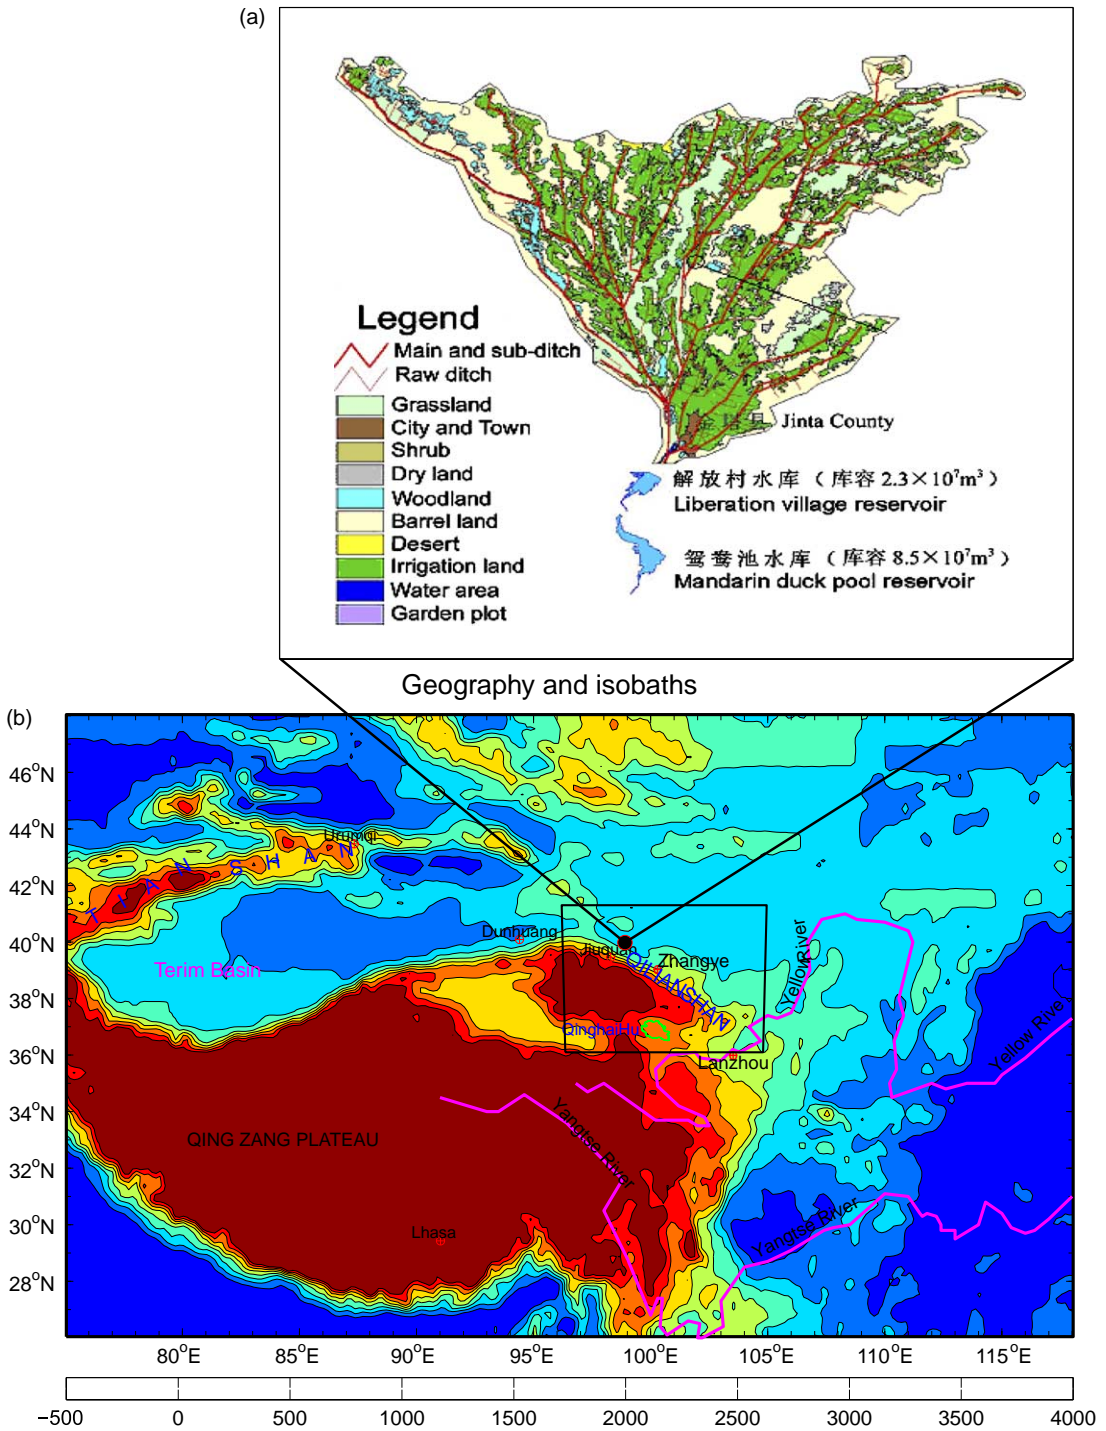 (a)
金塔县 Jinta County
Legend
Main and sub-ditch
Raw ditch
Grassland
City and Town
Shrub
Dry land
Woodland
Barrel land
Desert
Irrigation land
Water area
Garden plot
解放村水库（库容 2.3×10⁷m³）
Liberation village reservoir
鸳鸯池水库（库容 8.5×10⁷m³）
Mandarin duck pool reservoir
Geography and isobaths
(b)
46°N
44°N
42°N
40°N
38°N
36°N
34°N
32°N
30°N
28°N
Urumqi
TIAN SHAN
Dunhuang
Jiuquan
Zhangye
Terim Basin
QILIANSHAN
QinghaiHu
Lanzhou
Yellow River
Yellow River
QING ZANG PLATEAU
Yangtse River
Yangtse River
Lhasa
80°E 85°E 90°E 95°E 100°E 105°E 110°E 115°E
−500 0 500 1000 1500 2000 2500 3000 3500 4000